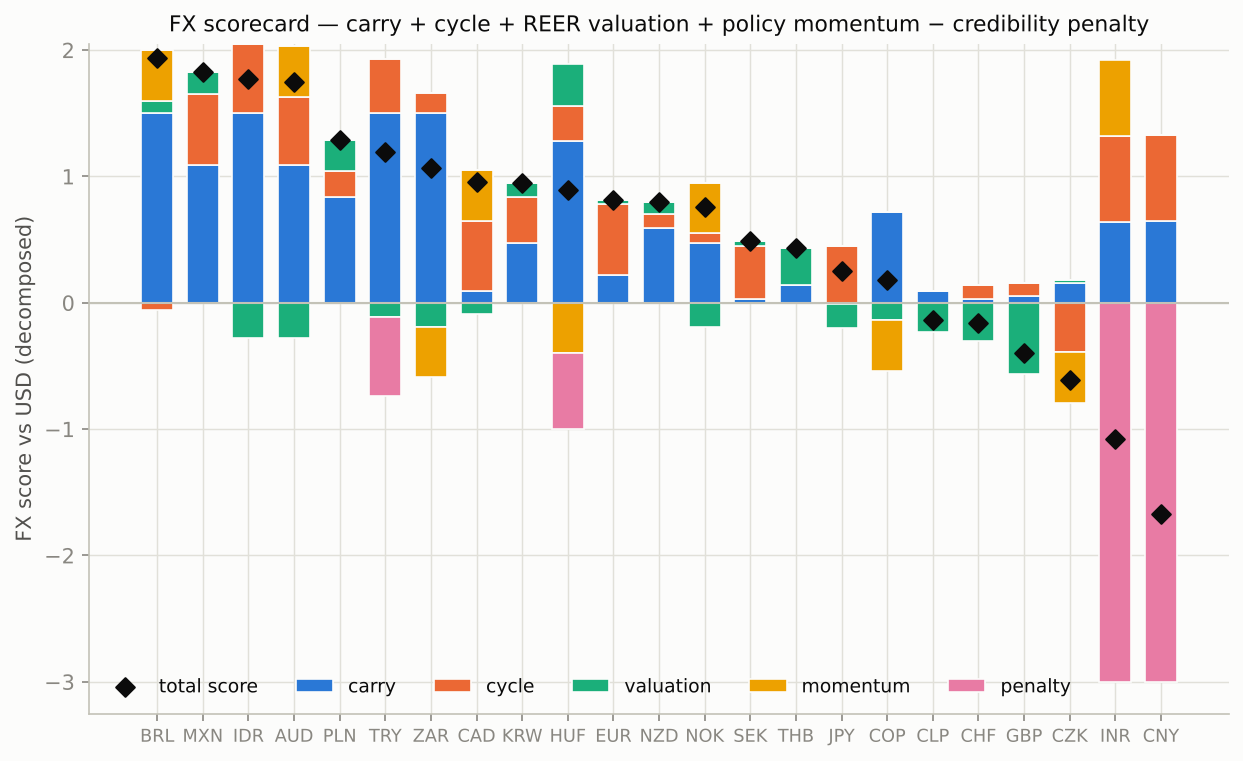 FX scorecard — carry + cycle + REER valuation + policy momentum − credibility penalty
FX score vs USD (decomposed)
2
1
0
−1
−2
−3
total score carry cycle valuation momentum penalty
BRL MXN IDR AUD PLN TRY ZAR CAD KRW HUF EUR NZD NOK SEK THB JPY COP CLP CHF GBP CZK INR CNY